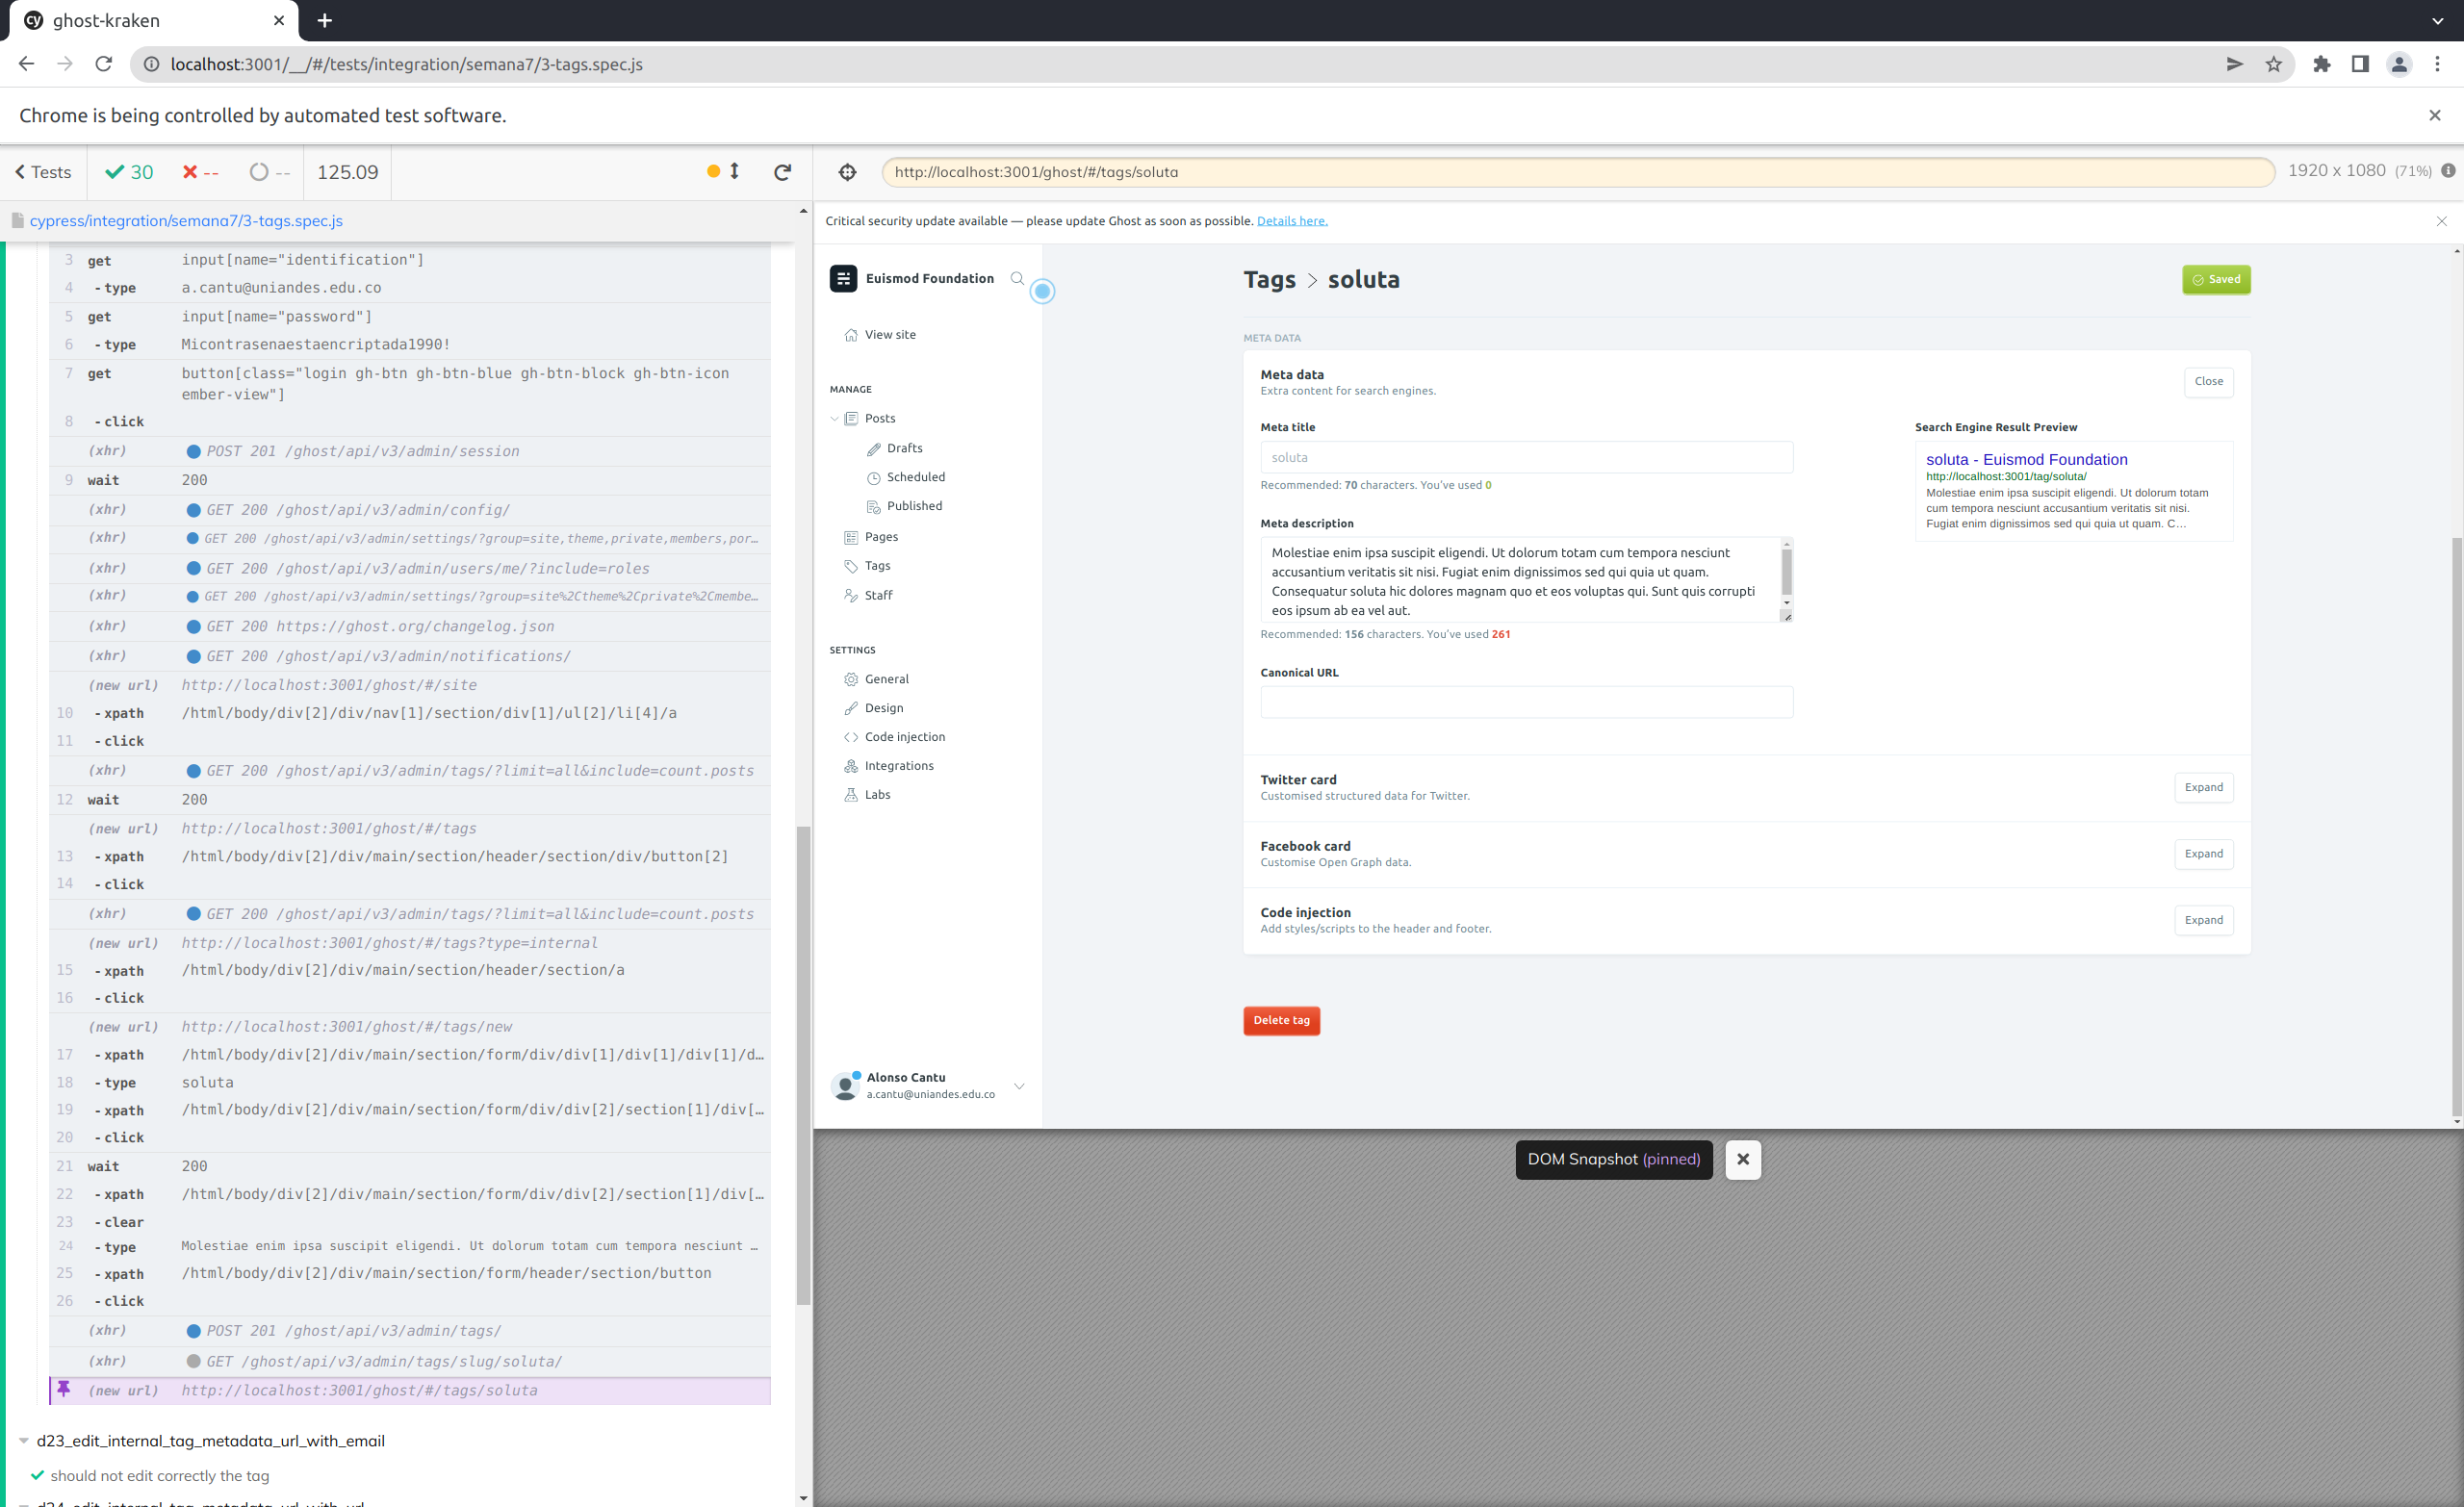 ghost-kraken
localhost:3001/__/#/tests/integration/semana7/3-tags.spec.js
Chrome is being controlled by automated test software.
Tests
30
--
--
125.09
cypress/integration/semana7/3-tags.spec.js
3 get input[name="identification"]
4 -type a.cantu@uniandes.edu.co
5 get input[name="password"]
6 -type Micontrasenaestaencriptada1990!
7 get button[class="login gh-btn gh-btn-blue gh-btn-block gh-btn-icon
ember-view"]
8 -click
(xhr) POST 201 /ghost/api/v3/admin/session
9 wait 200
(xhr) GET 200 /ghost/api/v3/admin/config/
(xhr) GET 200 /ghost/api/v3/admin/settings/?group=site,theme,private,members,por…
(xhr) GET 200 /ghost/api/v3/admin/users/me/?include=roles
(xhr) GET 200 /ghost/api/v3/admin/settings/?group=site%2Ctheme%2Cprivate%2Cmembe…
(xhr) GET 200 https://ghost.org/changelog.json
(xhr) GET 200 /ghost/api/v3/admin/notifications/
(new url) http://localhost:3001/ghost/#/site
10 -xpath /html/body/div[2]/div/nav[1]/section/div[1]/ul[2]/li[4]/a
11 -click
(xhr) GET 200 /ghost/api/v3/admin/tags/?limit=all&include=count.posts
12 wait 200
(new url) http://localhost:3001/ghost/#/tags
13 -xpath /html/body/div[2]/div/main/section/header/section/div/button[2]
14 -click
(xhr) GET 200 /ghost/api/v3/admin/tags/?limit=all&include=count.posts
(new url) http://localhost:3001/ghost/#/tags?type=internal
15 -xpath /html/body/div[2]/div/main/section/header/section/a
16 -click
(new url) http://localhost:3001/ghost/#/tags/new
17 -xpath /html/body/div[2]/div/main/section/form/div/div[1]/div[1]/div[1]/d…
18 -type soluta
19 -xpath /html/body/div[2]/div/main/section/form/div/div[2]/section[1]/div[…
20 -click
21 wait 200
22 -xpath /html/body/div[2]/div/main/section/form/div/div[2]/section[1]/div[…
23 -clear
24 -type Molestiae enim ipsa suscipit eligendi. Ut dolorum totam cum tempora nesciunt …
25 -xpath /html/body/div[2]/div/main/section/form/header/section/button
26 -click
(xhr) POST 201 /ghost/api/v3/admin/tags/
(xhr) GET /ghost/api/v3/admin/tags/slug/soluta/
(new url) http://localhost:3001/ghost/#/tags/soluta
d23_edit_internal_tag_metadata_url_with_email
should not edit correctly the tag
d24_edit_internal_tag_metadata_url_with_url
http://localhost:3001/ghost/#/tags/soluta
1920 x 1080 (71%)
Critical security update available — please update Ghost as soon as possible. Details here.
Euismod Foundation
View site
MANAGE
Posts
Drafts
Scheduled
Published
Pages
Tags
Staff
SETTINGS
General
Design
Code injection
Integrations
Labs
Alonso Cantu
a.cantu@uniandes.edu.co
Tags > soluta
Saved
META DATA
Meta data
Extra content for search engines.
Close
Meta title
soluta
Recommended: 70 characters. You've used 0
Meta description
Molestiae enim ipsa suscipit eligendi. Ut dolorum totam cum tempora nesciunt
accusantium veritatis sit nisi. Fugiat enim dignissimos sed qui quia ut quam.
Consequatur soluta hic dolores magnam quo et eos voluptas qui. Sunt quis corrupti
eos ipsum ab ea vel aut.
Recommended: 156 characters. You've used 261
Canonical URL
Search Engine Result Preview
soluta - Euismod Foundation
http://localhost:3001/tag/soluta/
Molestiae enim ipsa suscipit eligendi. Ut dolorum totam
cum tempora nesciunt accusantium veritatis sit nisi.
Fugiat enim dignissimos sed qui quia ut quam. C…
Twitter card
Customised structured data for Twitter.
Expand
Facebook card
Customise Open Graph data.
Expand
Code injection
Add styles/scripts to the header and footer.
Expand
Delete tag
DOM Snapshot (pinned)